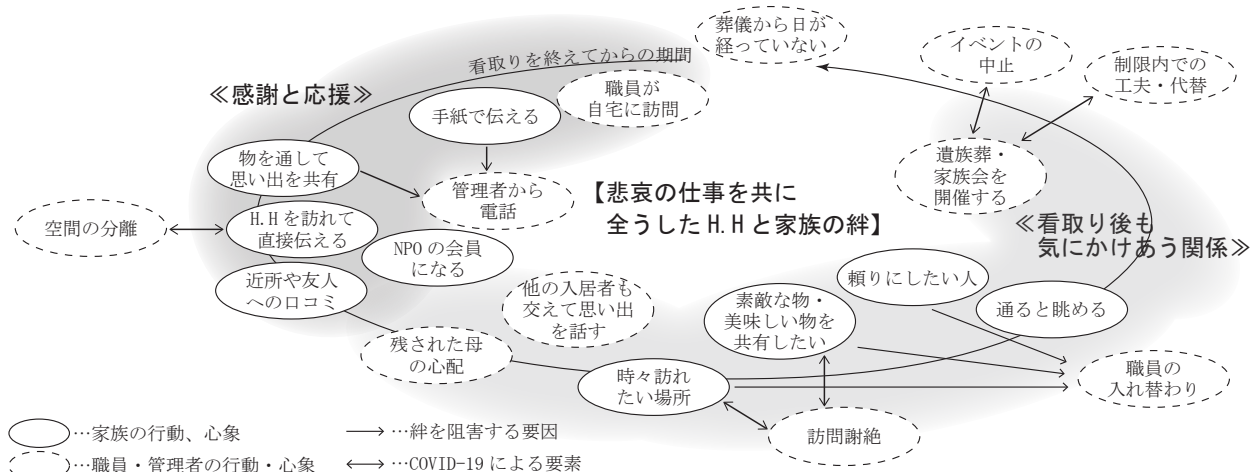 葬儀から日が
経っていない
看取りを終えてからの期間
イベントの
中止
制限内での
工夫・代替
≪感謝と応援≫
職員が
自宅に訪問
手紙で伝える
物を通して
思い出を共有
管理者から
電話
遺族葬・
家族会を
開催する
【悲哀の仕事を共に
全うした H.H と家族の絆】
空間の分離
H.H を訪れて
直接伝える
NPO の会員
になる
≪看取り後も
気にかけあう関係≫
近所や友人
への口コミ
他の入居者も
交えて思い出
を話す
頼りにしたい人
素敵な物・
美味しい物を
共有したい
通ると眺める
残された母
の心配
時々訪れ
たい場所
職員の
入れ替わり
訪問謝絶
…家族の行動、心象
…絆を阻害する要因
…職員・管理者の行動・心象
…COVID-19 による要素